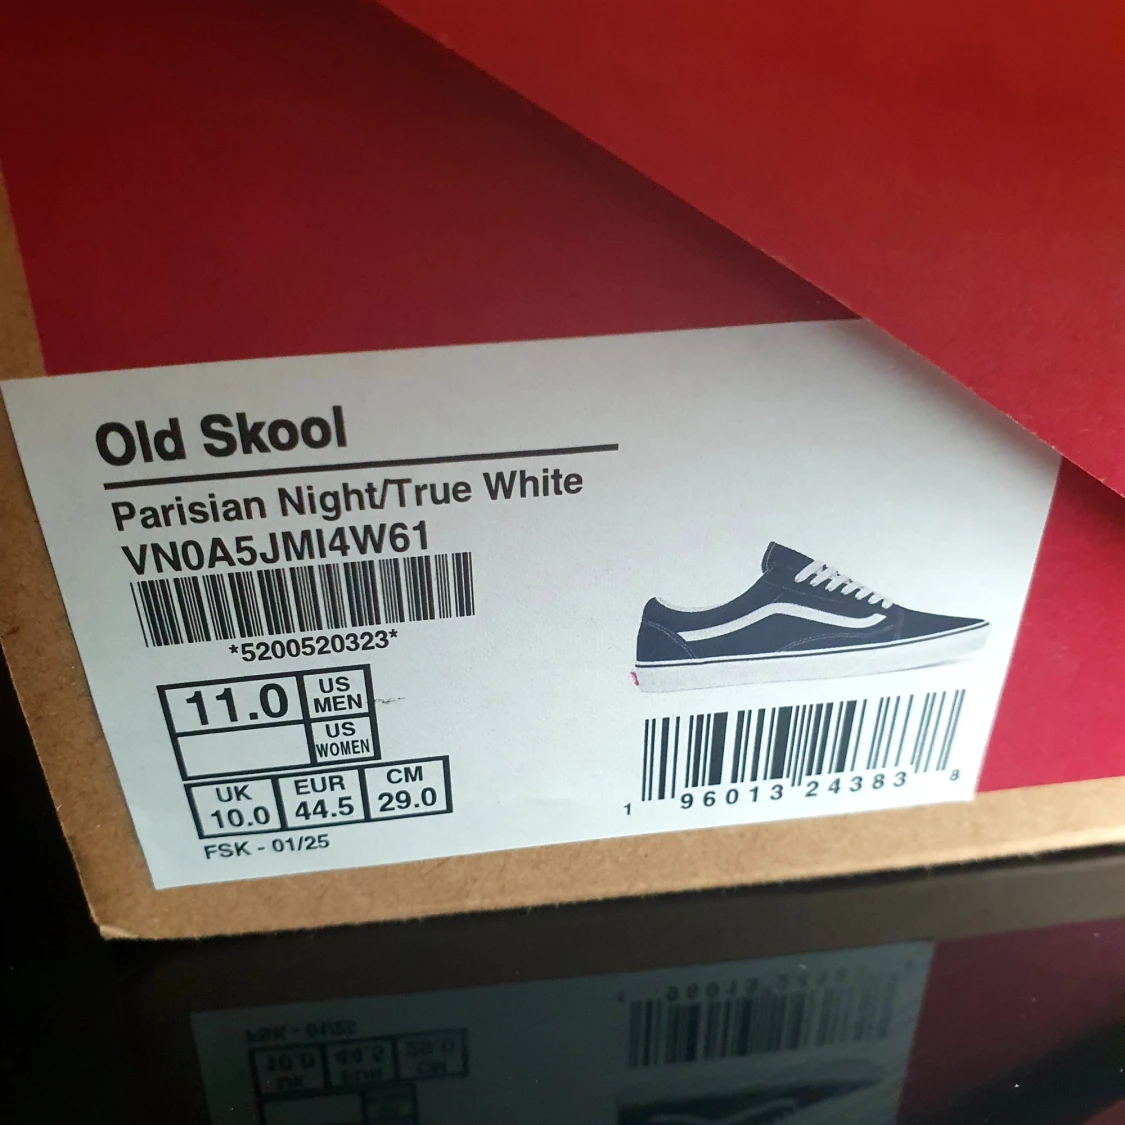 Old Skool
Parisian Night/True White
VN0A5JMI4W61
*5200520323*
11.0 US MEN
US WOMEN
UK 10.0
EUR 44.5
CM 29.0
FSK - 01/25
1 96013 24383 8